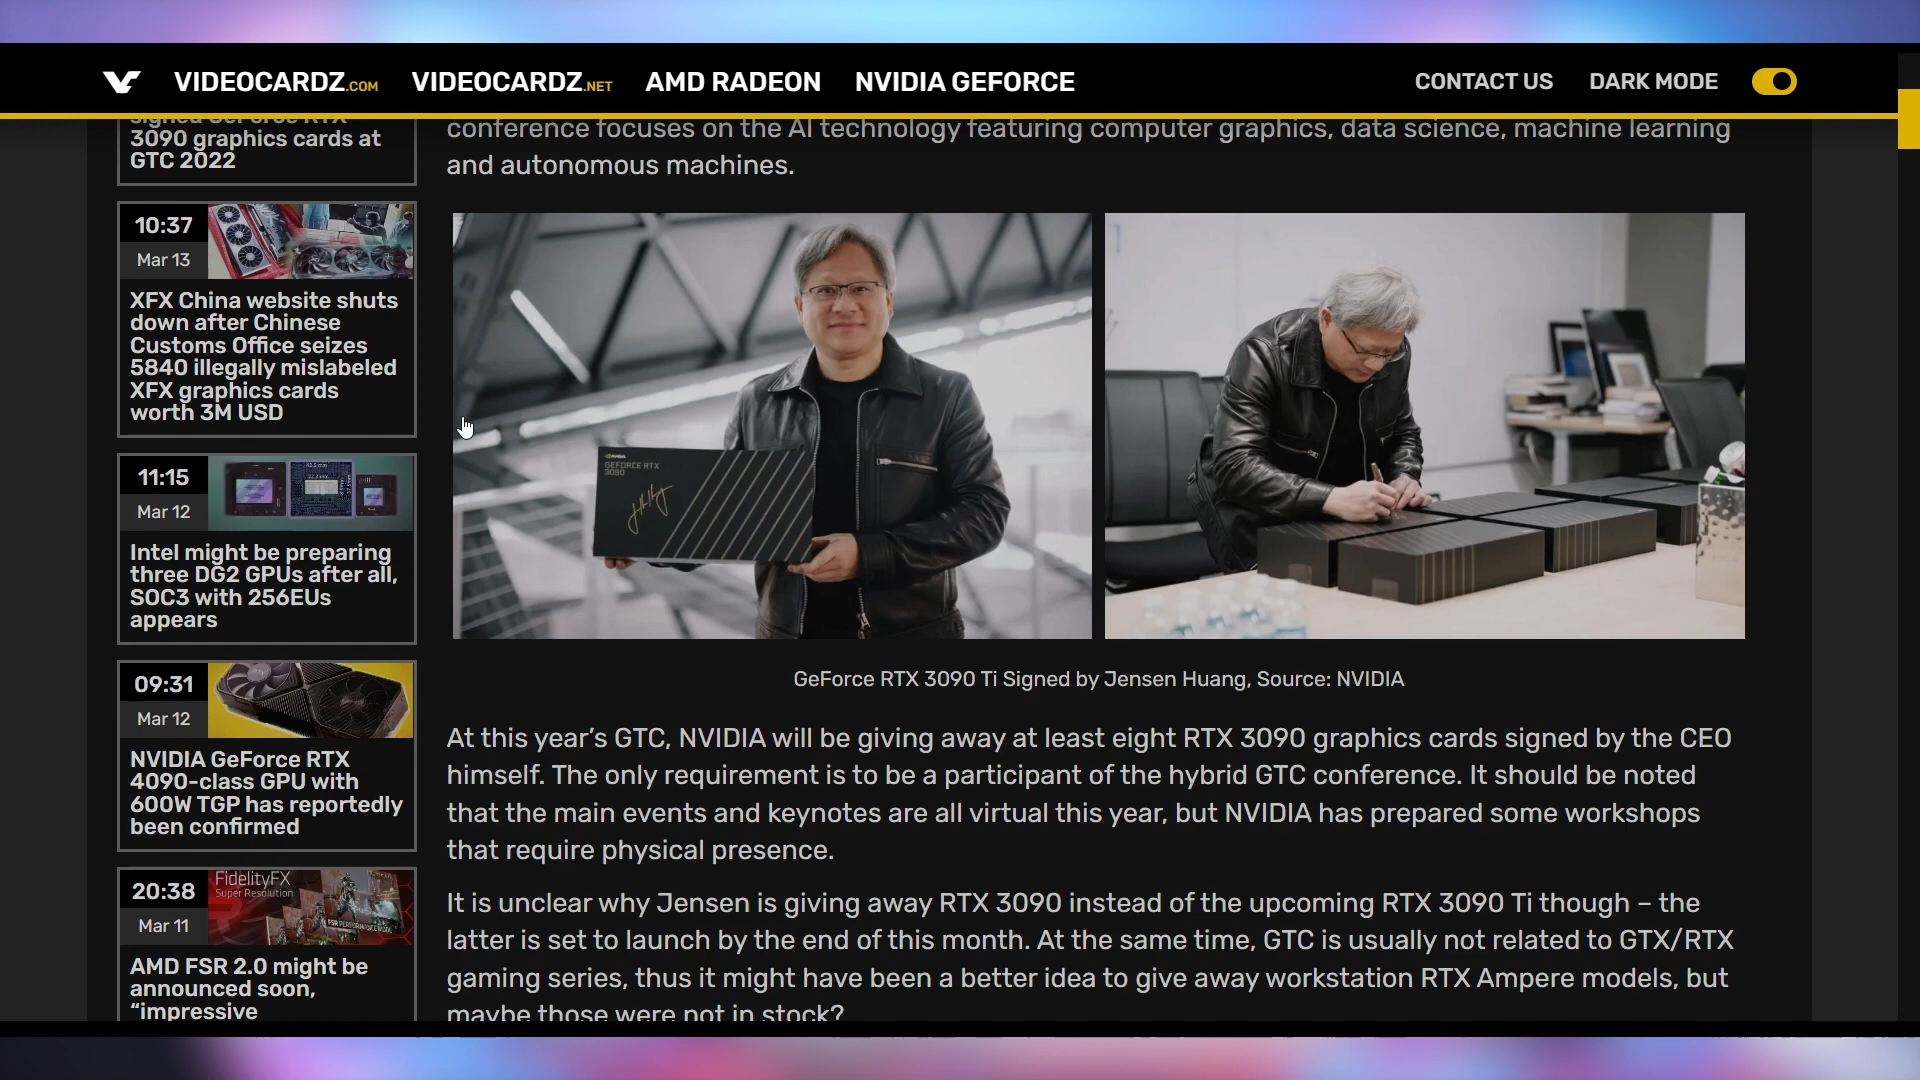 VIDEOCARDZ.COM VIDEOCARDZ.NET AMD RADEON NVIDIA GEFORCE CONTACT US DARK MODE
signed GeForce RTX
3090 graphics cards at
GTC 2022
10:37
Mar 13
XFX China website shuts
down after Chinese
Customs Office seizes
5840 illegally mislabeled
XFX graphics cards
worth 3M USD
11:15
Mar 12
Intel might be preparing
three DG2 GPUs after all,
SOC3 with 256EUs
appears
09:31
Mar 12
NVIDIA GeForce RTX
4090-class GPU with
600W TGP has reportedly
been confirmed
20:38
Mar 11
FidelityFX
Super Resolution
FSR PERFORMANCE MODE
AMD FSR 2.0 might be
announced soon,
“impressive
conference focuses on the AI technology featuring computer graphics, data science, machine learning
and autonomous machines.
NVIDIA
GEFORCE RTX
3090
GeForce RTX 3090 Ti Signed by Jensen Huang, Source: NVIDIA
At this year’s GTC, NVIDIA will be giving away at least eight RTX 3090 graphics cards signed by the CEO
himself. The only requirement is to be a participant of the hybrid GTC conference. It should be noted
that the main events and keynotes are all virtual this year, but NVIDIA has prepared some workshops
that require physical presence.
It is unclear why Jensen is giving away RTX 3090 instead of the upcoming RTX 3090 Ti though – the
latter is set to launch by the end of this month. At the same time, GTC is usually not related to GTX/RTX
gaming series, thus it might have been a better idea to give away workstation RTX Ampere models, but
maybe those were not in stock?